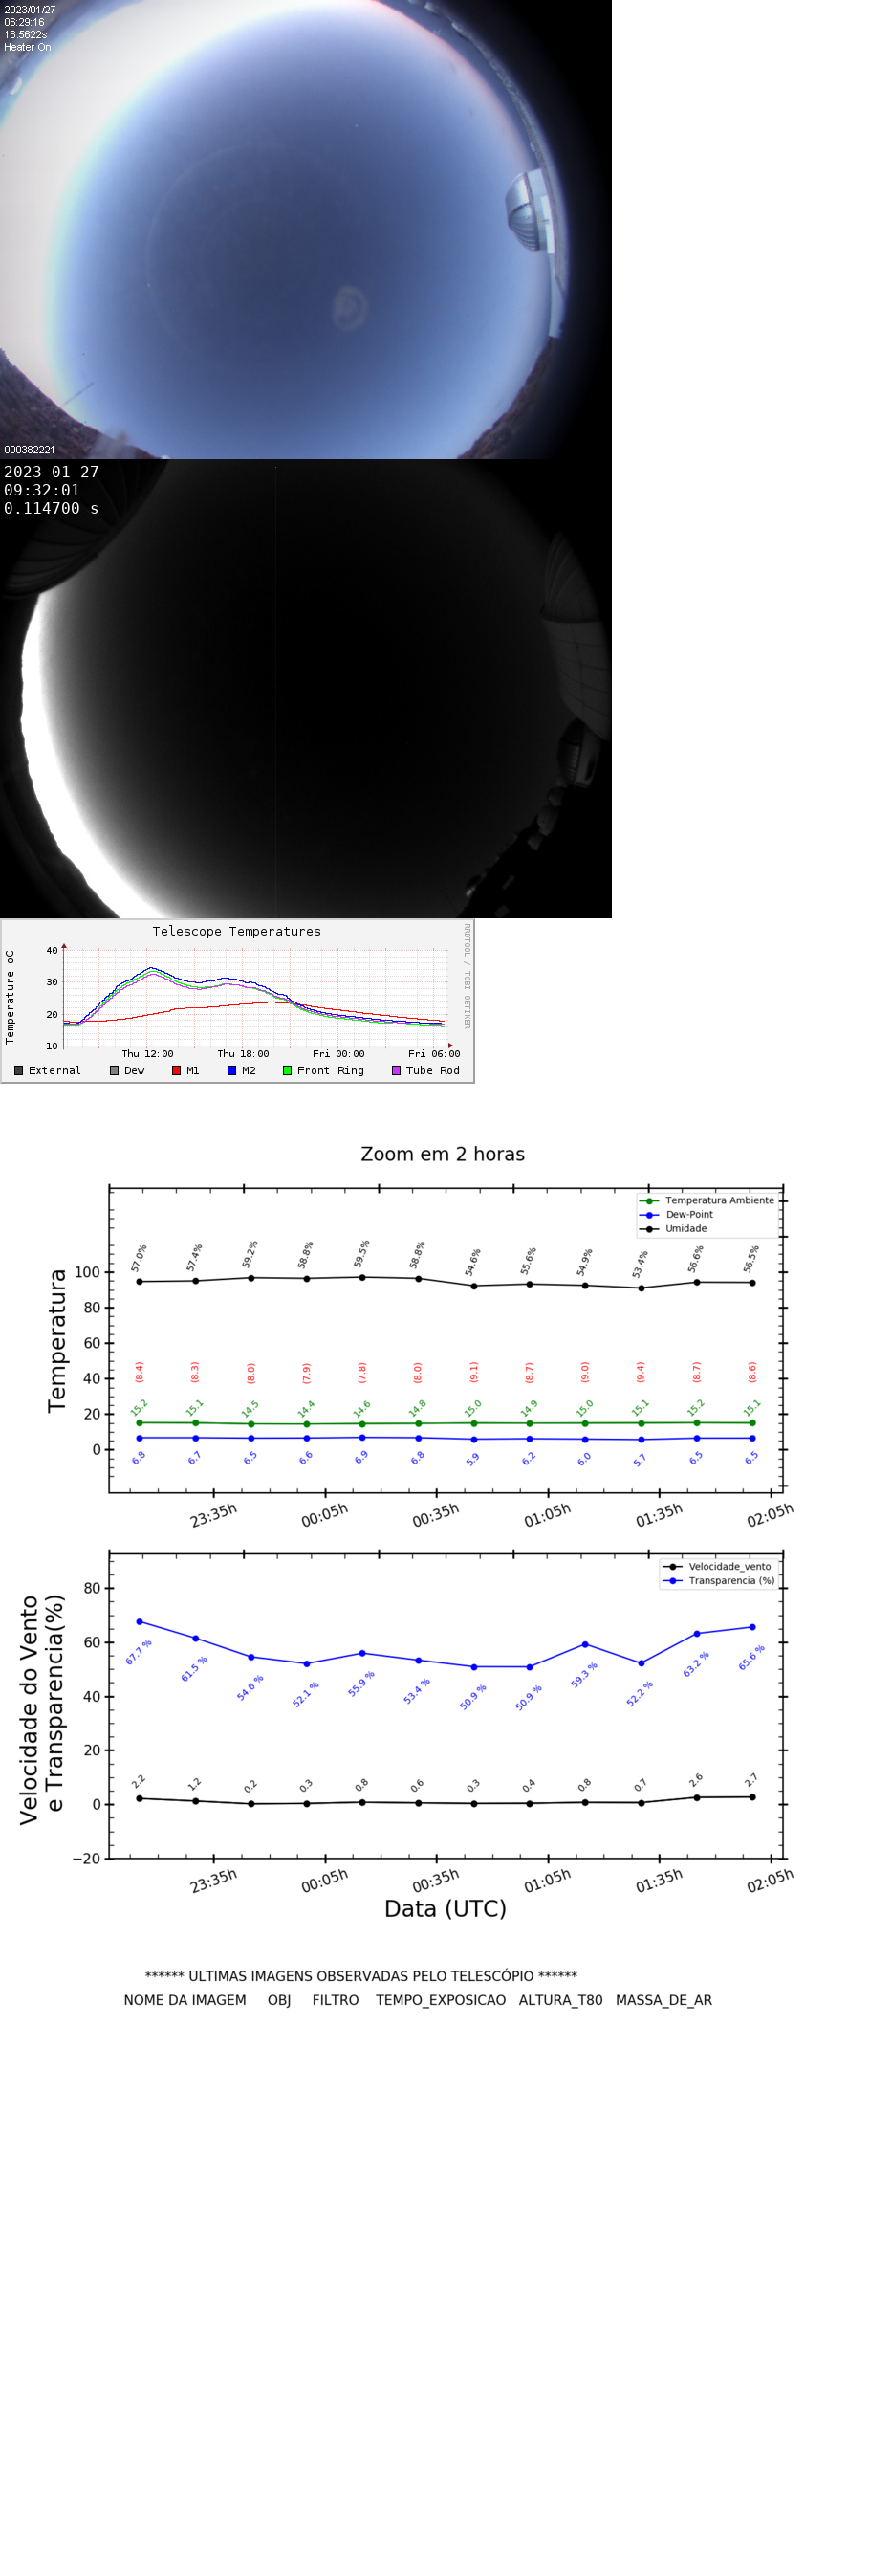 2023/01/27
06:29:16
16.5622s
Heater On
000382221
2023-01-27
09:32:01
0.114700 s
Telescope Temperatures
RRDTOOL / TOBI OETIKER
Temperature oC
40
30
20
10
Thu 12:00 Thu 18:00 Fri 00:00 Fri 06:00
External Dew M1 M2 Front Ring Tube Rod
Zoom em 2 horas
Temperatura Ambiente
Dew-Point
Umidade
Temperatura
100
80
60
40
20
0
57.0% 57.4% 59.2% 58.8% 59.5% 58.8% 54.6% 55.6% 54.9% 53.4% 56.6% 56.5%
(8.4) (8.3) (8.0) (7.9) (7.8) (8.0) (9.1) (8.7) (9.0) (9.4) (8.7) (8.6)
15.2 15.1 14.5 14.4 14.6 14.8 15.0 14.9 15.0 15.1 15.2 15.1
6.8 6.7 6.5 6.6 6.9 6.8 5.9 6.2 6.0 5.7 6.5 6.5
23:35h 00:05h 00:35h 01:05h 01:35h 02:05h
Velocidade_vento
Transparencia (%)
Velocidade do Vento
e Transparencia(%)
80
60
40
20
0
−20
67.7 % 61.5 % 54.6 % 52.1 % 55.9 % 53.4 % 50.9 % 50.9 % 59.3 % 52.2 % 63.2 % 65.6 %
2.2 1.2 0.2 0.3 0.8 0.6 0.3 0.4 0.8 0.7 2.6 2.7
23:35h 00:05h 00:35h 01:05h 01:35h 02:05h
Data (UTC)
****** ULTIMAS IMAGENS OBSERVADAS PELO TELESCÓPIO ******
NOME DA IMAGEM OBJ FILTRO TEMPO_EXPOSICAO ALTURA_T80 MASSA_DE_AR